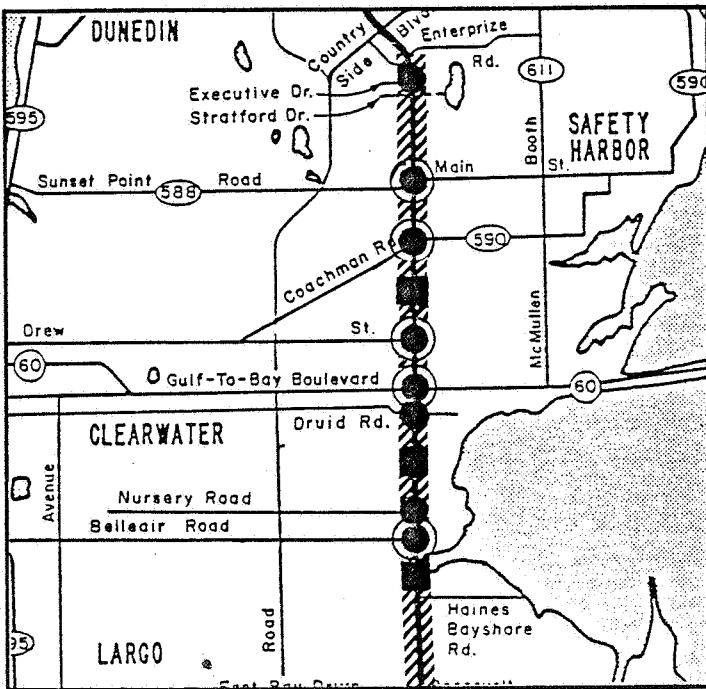 DUNEDIN
Country
Side
Blvd
Enterprize
Rd.
611
590
Executive Dr.
Stratford Dr.
595
SAFETY
HARBOR
Booth
Main
St.
Sunset Point
588
Road
590
Coachman Rd
McMullen
Drew
St.
60
Gulf-To-Bay Boulevard
60
CLEARWATER
Druid Rd.
Avenue
Nursery Road
Belleair Road
Haines
Bayshore
Rd.
Road
95
LARGO